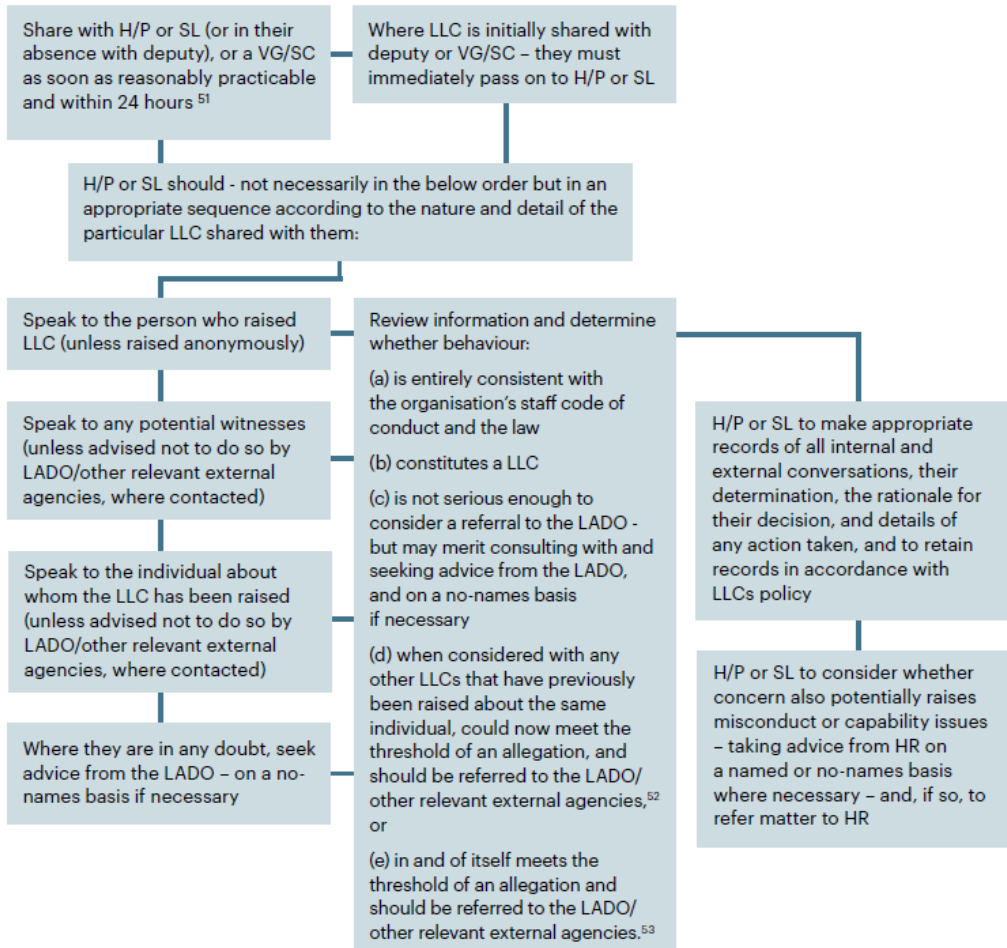 Share with H/P or SL (or in their
absence with deputy), or a VG/SC
as soon as reasonably practicable
and within 24 hours 51
Where LLC is initially shared with
deputy or VG/SC – they must
immediately pass on to H/P or SL
H/P or SL should - not necessarily in the below order but in an
appropriate sequence according to the nature and detail of the
particular LLC shared with them:
Speak to the person who raised
LLC (unless raised anonymously)
Speak to any potential witnesses
(unless advised not to do so by
LADO/other relevant external
agencies, where contacted)
Speak to the individual about
whom the LLC has been raised
(unless advised not to do so by
LADO/other relevant external
agencies, where contacted)
Where they are in any doubt, seek
advice from the LADO – on a no-
names basis if necessary
Review information and determine
whether behaviour:
(a) is entirely consistent with
the organisation's staff code of
conduct and the law
(b) constitutes a LLC
(c) is not serious enough to
consider a referral to the LADO -
but may merit consulting with and
seeking advice from the LADO,
and on a no-names basis
if necessary
(d) when considered with any
other LLCs that have previously
been raised about the same
individual, could now meet the
threshold of an allegation, and
should be referred to the LADO/
other relevant external agencies,52
or
(e) in and of itself meets the
threshold of an allegation and
should be referred to the LADO/
other relevant external agencies.53
H/P or SL to make appropriate
records of all internal and
external conversations, their
determination, the rationale for
their decision, and details of
any action taken, and to retain
records in accordance with
LLCs policy
H/P or SL to consider whether
concern also potentially raises
misconduct or capability issues
– taking advice from HR on
a named or no-names basis
where necessary – and, if so, to
refer matter to HR